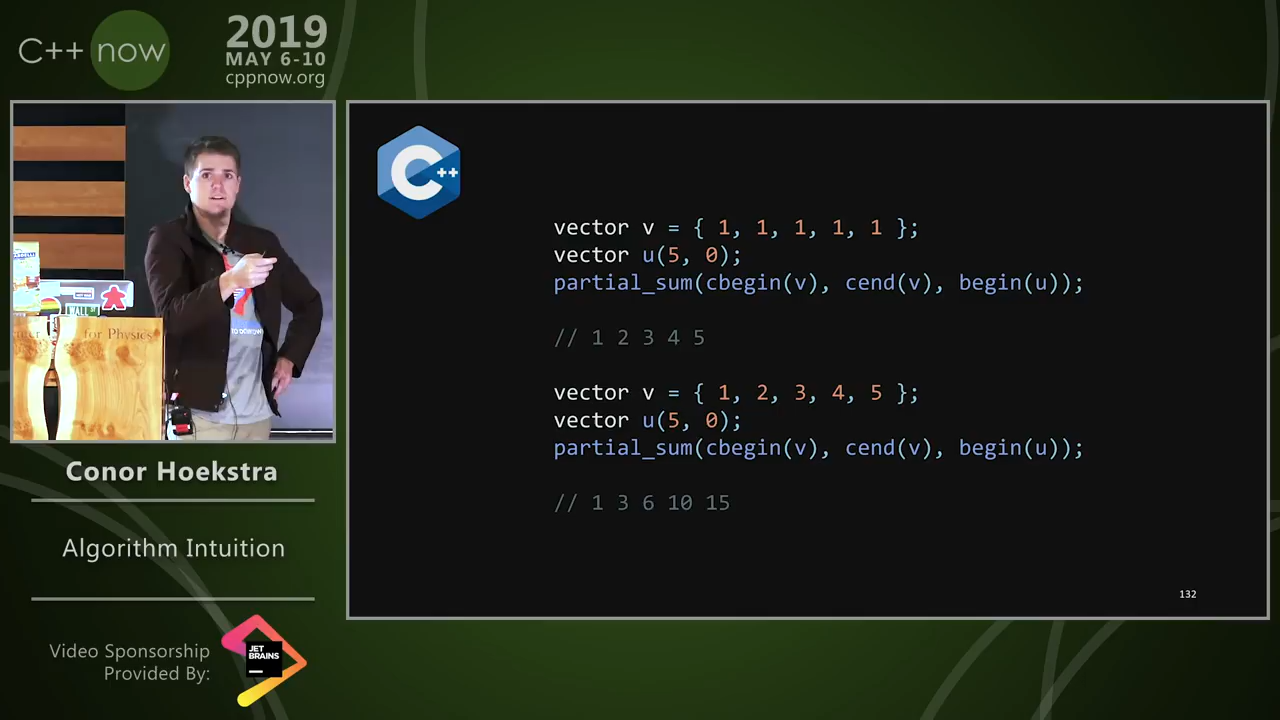 C++ now
2019
MAY 6-10
cppnow.org
for Physics
Conor Hoekstra
Algorithm Intuition
Video Sponsorship
Provided By:
JET
BRAINS
C++
vector v = { 1, 1, 1, 1, 1 };
vector u(5, 0);
partial_sum(cbegin(v), cend(v), begin(u));
// 1 2 3 4 5
vector v = { 1, 2, 3, 4, 5 };
vector u(5, 0);
partial_sum(cbegin(v), cend(v), begin(u));
// 1 3 6 10 15
132